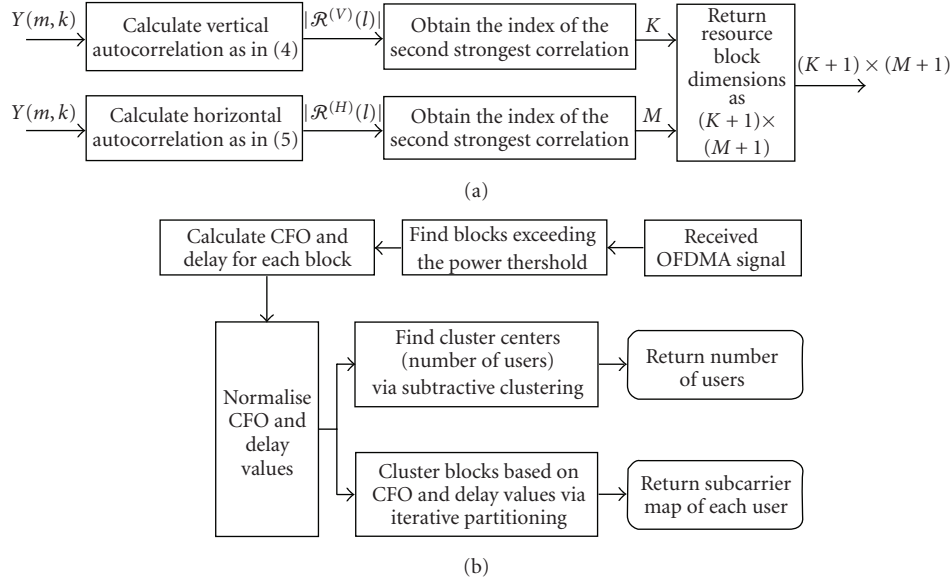 Y(m, k)
Calculate vertical
autocorrelation as in (4)
|ℛ^(V)(l)|
Obtain the index of the
second strongest correlation
K
Return
resource
block
dimensions
as
(K + 1)×
(M + 1)
(K + 1) × (M + 1)
Y(m, k)
Calculate horizontal
autocorrelation as in (5)
|ℛ^(H)(l)|
Obtain the index of the
second strongest correlation
M
(a)
Calculate CFO and
delay for each block
Find blocks exceeding
the power thershold
Received
OFDMA signal
Normalise
CFO and
delay
values
Find cluster centers
(number of users)
via subtractive clustering
Return number
of users
Cluster blocks based on
CFO and delay values via
iterative partitioning
Return subcarrier
map of each user
(b)